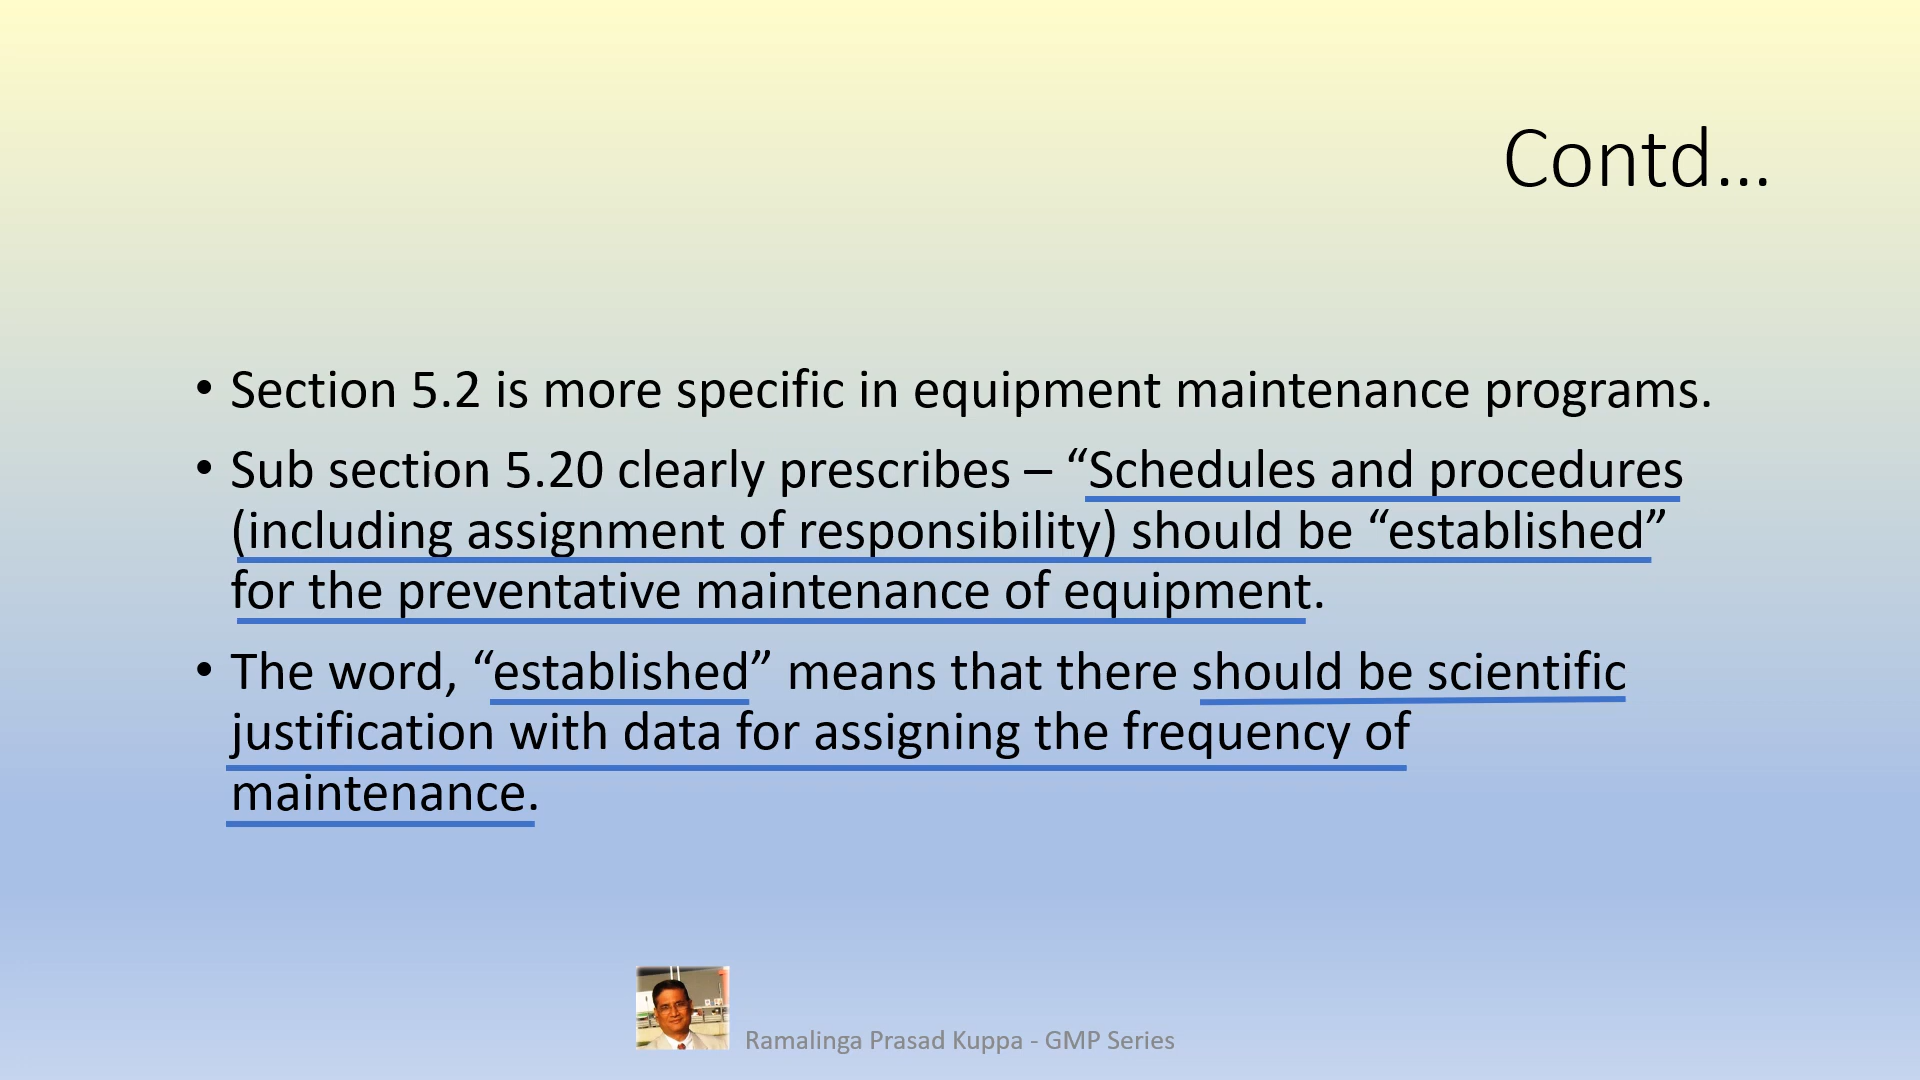 Contd...
• Section 5.2 is more specific in equipment maintenance programs.
• Sub section 5.20 clearly prescribes – “Schedules and procedures
(including assignment of responsibility) should be “established”
for the preventative maintenance of equipment.
• The word, “established” means that there should be scientific
justification with data for assigning the frequency of
maintenance.
Ramalinga Prasad Kuppa - GMP Series